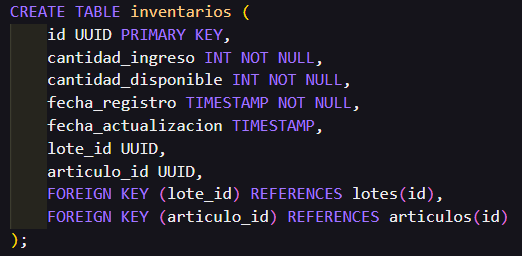 CREATE TABLE inventarios (
    id UUID PRIMARY KEY,
    cantidad_ingreso INT NOT NULL,
    cantidad_disponible INT NOT NULL,
    fecha_registro TIMESTAMP NOT NULL,
    fecha_actualizacion TIMESTAMP,
    lote_id UUID,
    articulo_id UUID,
    FOREIGN KEY (lote_id) REFERENCES lotes(id),
    FOREIGN KEY (articulo_id) REFERENCES articulos(id)
);